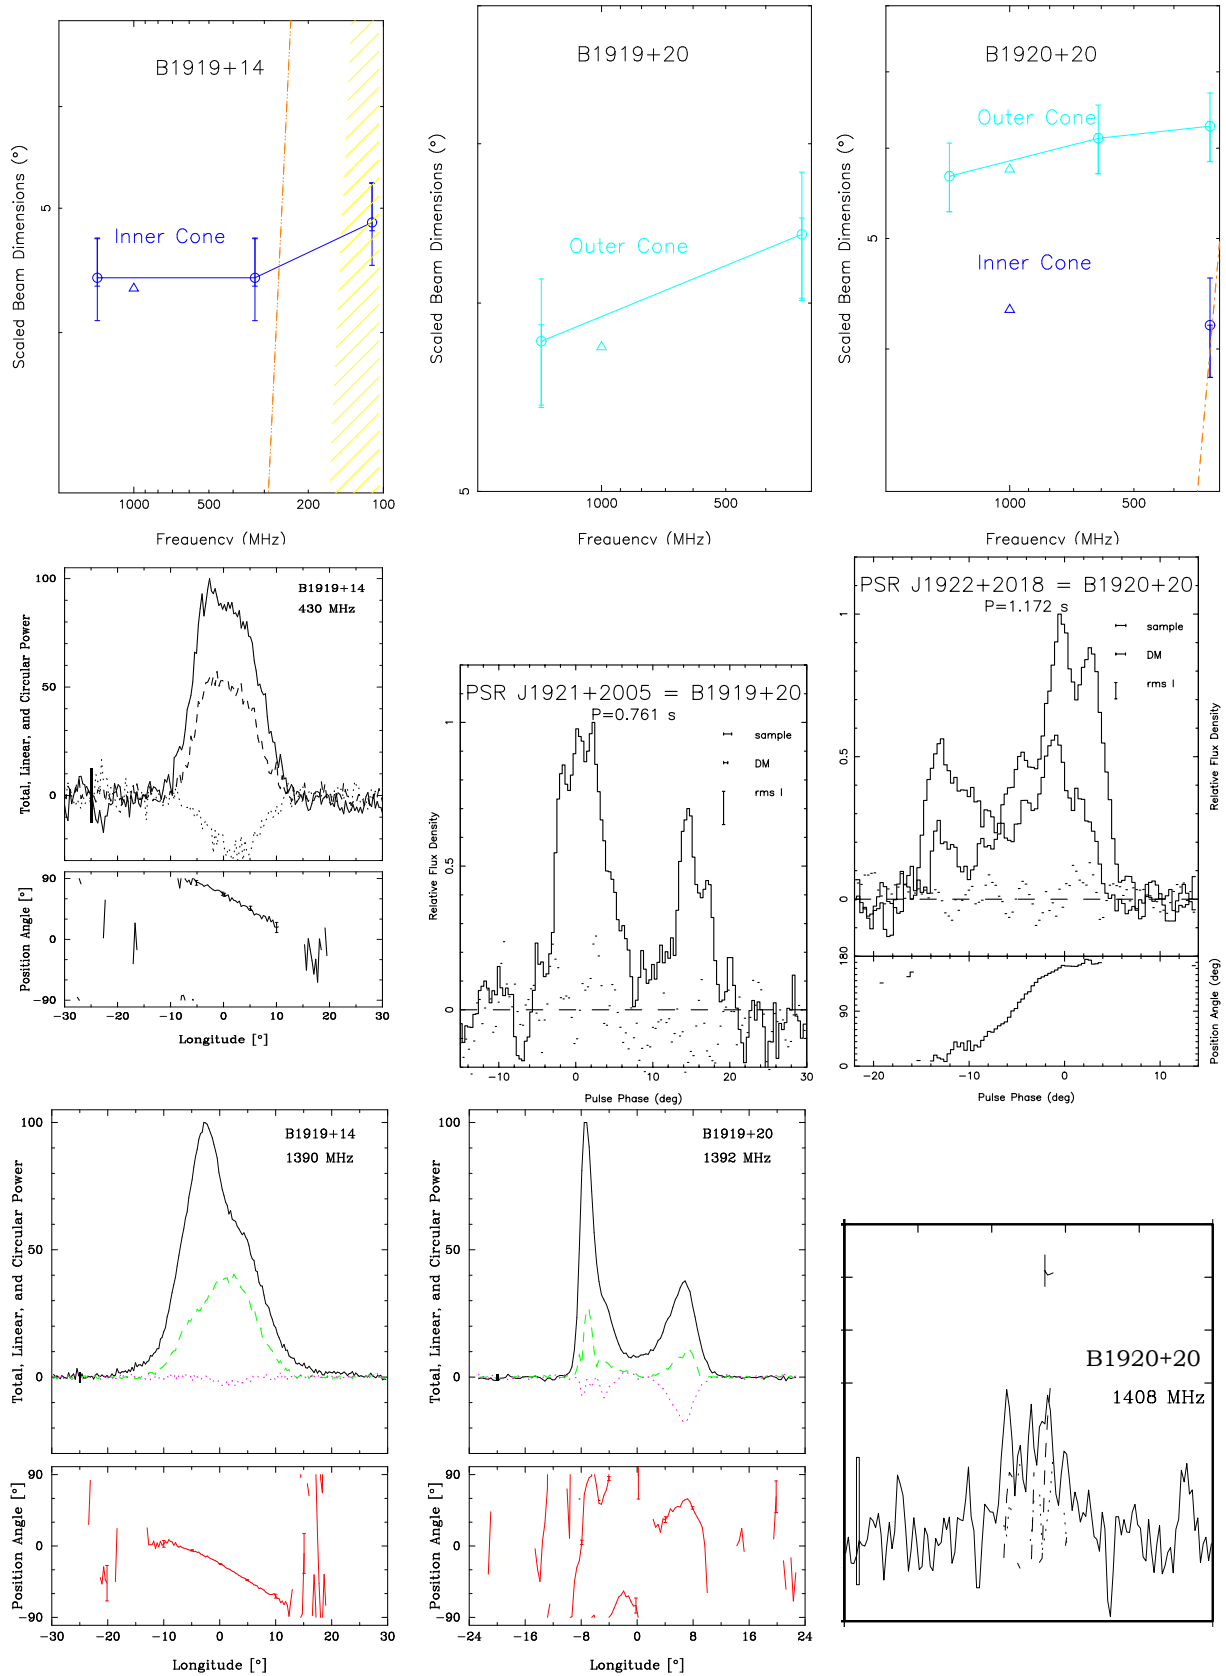 B1919+14
Scaled Beam Dimensions (°)
5
Inner Cone
1000
500
200
100
Frequency (MHz)
B1919+20
Scaled Beam Dimensions (°)
5
Outer Cone
1000
500
Frequency (MHz)
B1920+20
Scaled Beam Dimensions (°)
5
Outer Cone
Inner Cone
1000
500
Frequency (MHz)
B1919+14
430 MHz
Total, Linear, and Circular Power
100
50
0
-30 -20 -10 0 10 20 30
Position Angle [°]
90
0
-90
-30 -20 -10 0 10 20 30
Longitude [°]
PSR J1921+2005 = B1919+20
P=0.761 s
sample
DM
rms I
Relative Flux Density
1
0.5
0
-10 0 10 20 30
Pulse Phase (deg)
PSR J1922+2018 = B1920+20
P=1.172 s
sample
DM
rms I
Relative Flux Density
1
0.5
0
Position Angle (deg)
180
90
0
-20 -10 0 10
Pulse Phase (deg)
B1919+14
1390 MHz
Total, Linear, and Circular Power
100
50
0
Position Angle [°]
90
0
-90
-30 -20 -10 0 10 20 30
Longitude [°]
B1919+20
1392 MHz
Total, Linear, and Circular Power
100
50
0
Position Angle [°]
90
0
-90
-24 -16 -8 0 8 16 24
Longitude [°]
B1920+20
1408 MHz